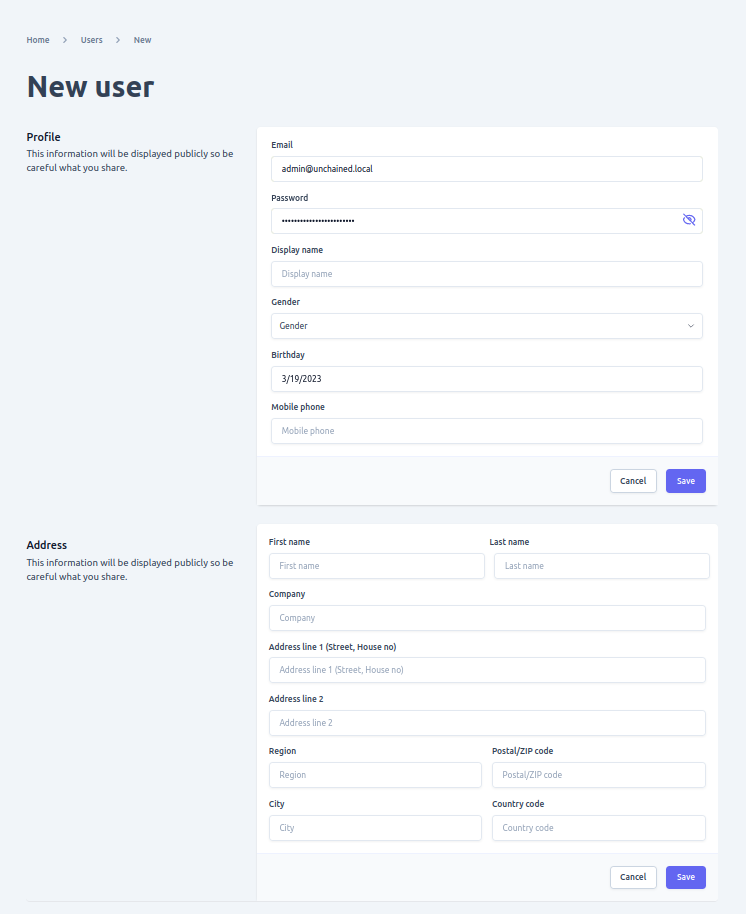 Home > Users > New
New user
Profile
This information will be displayed publicly so be
careful what you share.
Email
admin@unchained.local
Password
••••••••••••••••••••••••
Display name
Display name
Gender
Gender
Birthday
3/19/2023
Mobile phone
Mobile phone
Cancel Save
Address
This information will be displayed publicly so be
careful what you share.
First name Last name
First name Last name
Company
Company
Address line 1 (Street, House no)
Address line 1 (Street, House no)
Address line 2
Address line 2
Region Postal/ZIP code
Region Postal/ZIP code
City Country code
City Country code
Cancel Save